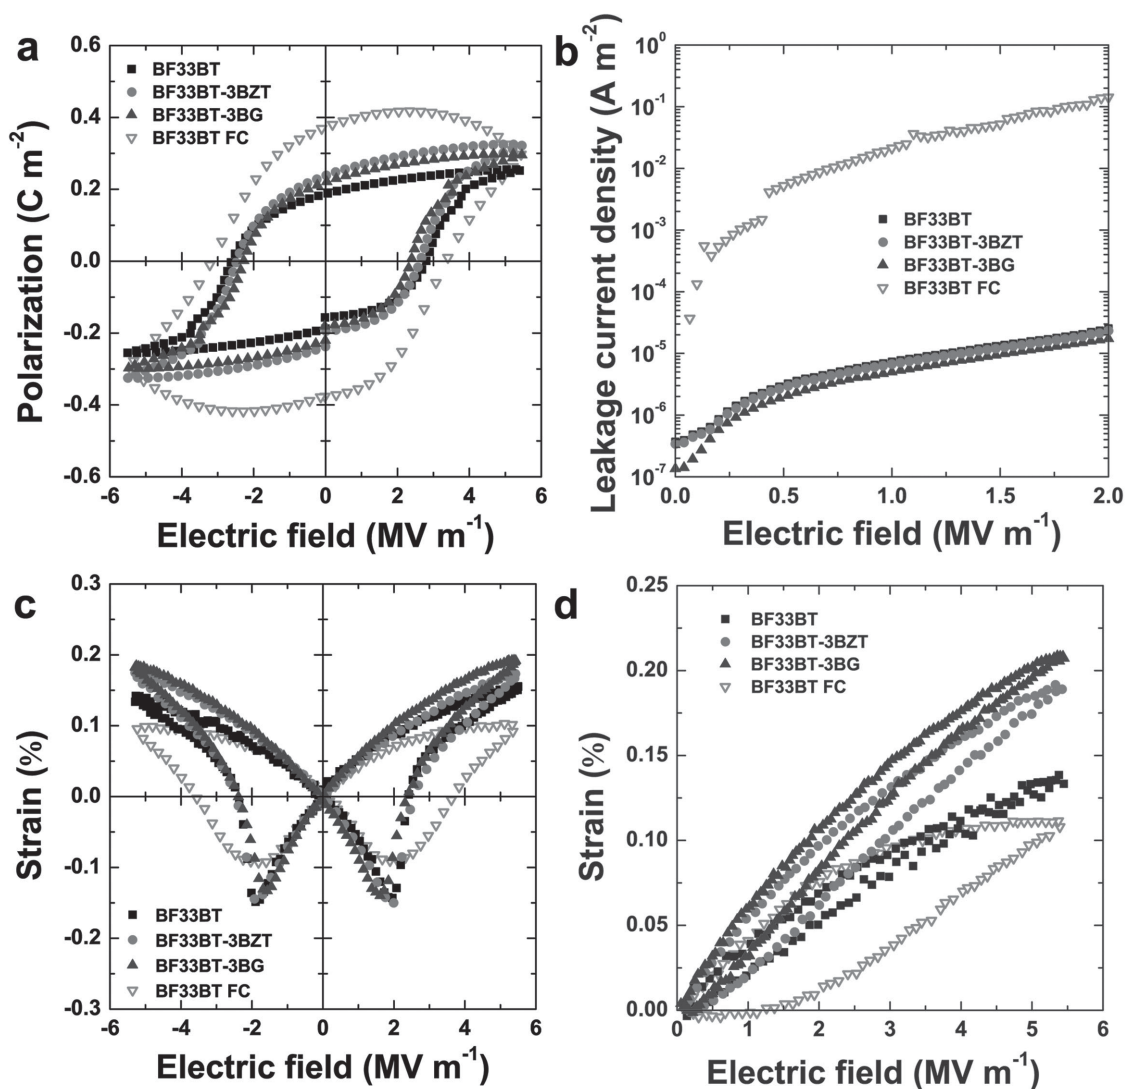 a
0.6
0.4
0.2
0.0
-0.2
-0.4
-0.6
Polarization (C m⁻²)
BF33BT
BF33BT-3BZT
BF33BT-3BG
BF33BT FC
-6 -4 -2 0 2 4 6
Electric field (MV m⁻¹)
b
10⁰
10⁻¹
10⁻²
10⁻³
10⁻⁴
10⁻⁵
10⁻⁶
10⁻⁷
Leakage current density (A m⁻²)
BF33BT
BF33BT-3BZT
BF33BT-3BG
BF33BT FC
0.0 0.5 1.0 1.5 2.0
Electric field (MV m⁻¹)
c
0.3
0.2
0.1
0.0
-0.1
-0.2
-0.3
Strain (%)
BF33BT
BF33BT-3BZT
BF33BT-3BG
BF33BT FC
-6 -4 -2 0 2 4 6
Electric field (MV m⁻¹)
d
0.25
0.20
0.15
0.10
0.05
0.00
Strain (%)
BF33BT
BF33BT-3BZT
BF33BT-3BG
BF33BT FC
0 1 2 3 4 5 6
Electric field (MV m⁻¹)